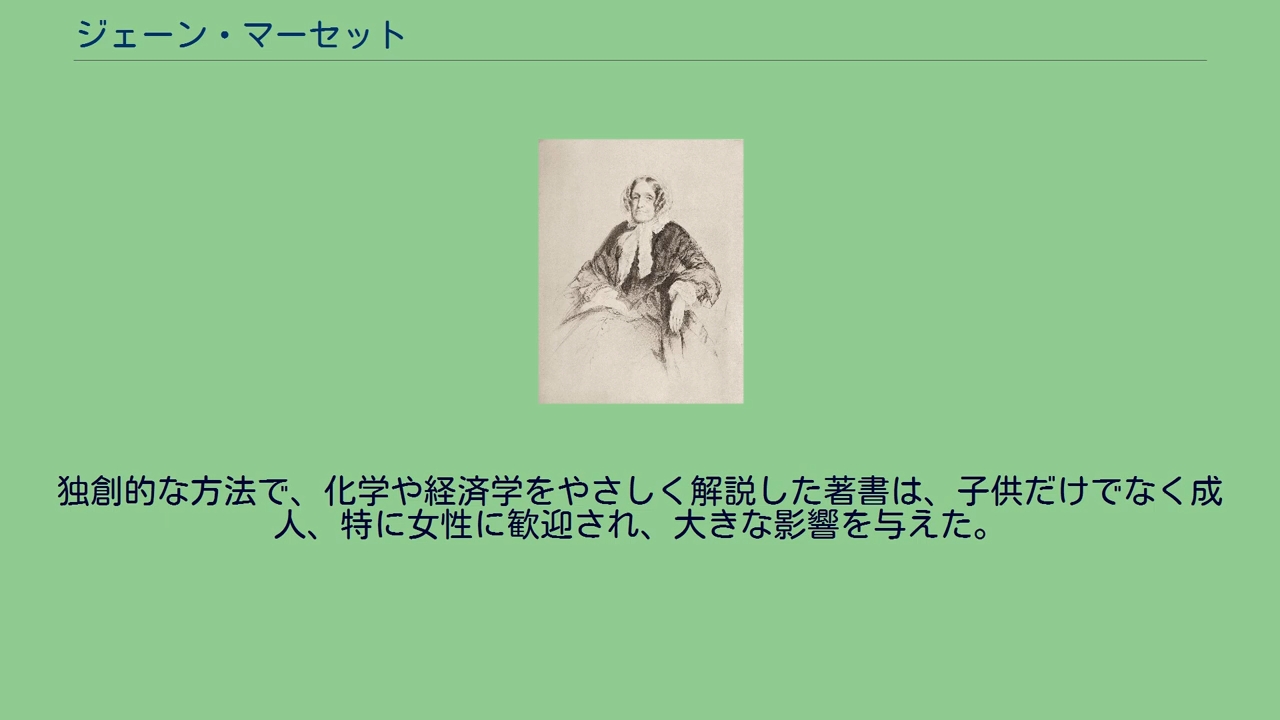 ジェーン・マーセット
独創的な方法で、化学や経済学をやさしく解説した著書は、子供だけでなく成
人、特に女性に歓迎され、大きな影響を与えた。